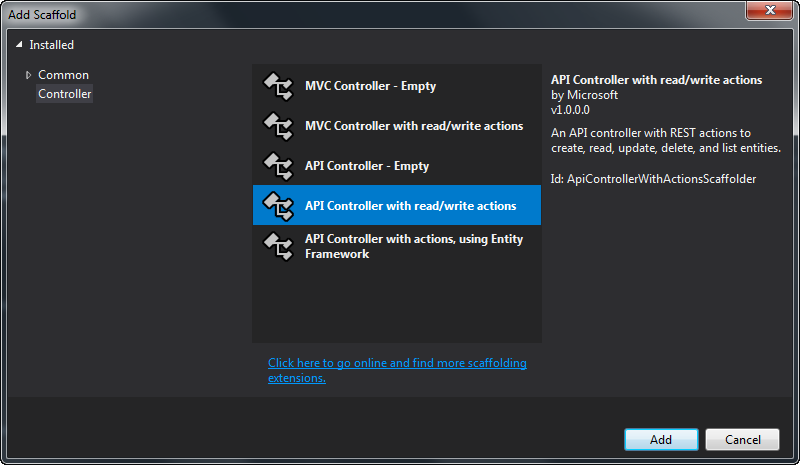 Add Scaffold
Installed
Common
Controller
MVC Controller - Empty
MVC Controller with read/write actions
API Controller - Empty
API Controller with read/write actions
API Controller with actions, using Entity
Framework
Click here to go online and find more scaffolding
extensions.
API Controller with read/write actions
by Microsoft
v1.0.0.0
An API controller with REST actions to
create, read, update, delete, and list entities.
Id: ApiControllerWithActionsScaffolder
Add
Cancel